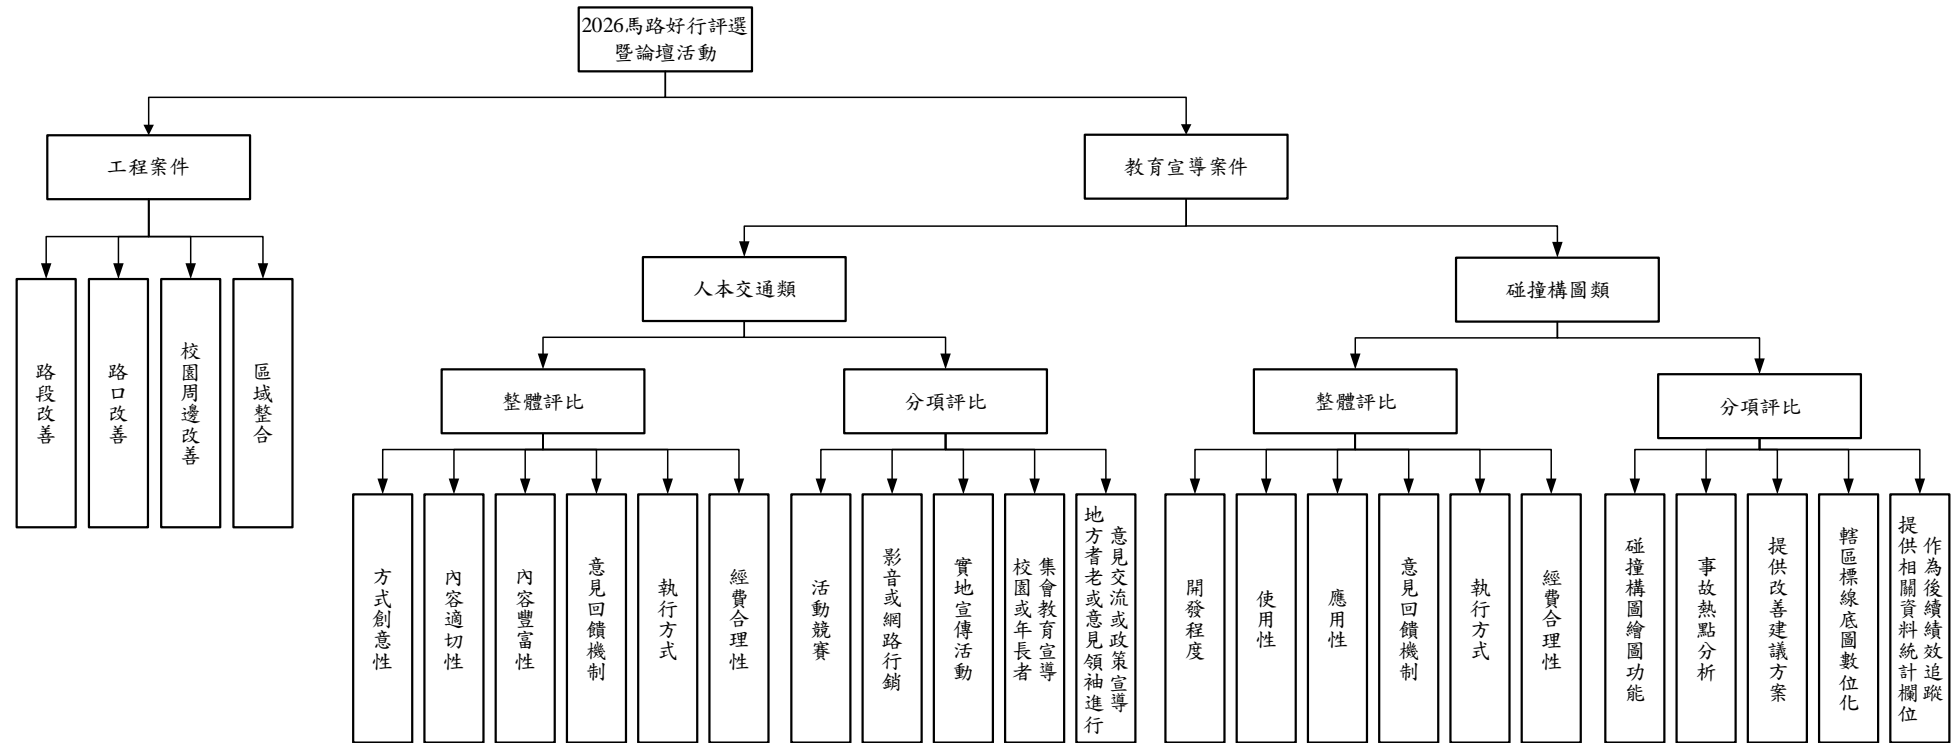 2026馬路好行評選
暨論壇活動
工程案件
教育宣導案件
人本交通類
碰撞構圖類
路段改善
路口改善
校園周邊改善
區域整合
整體評比
分項評比
整體評比
分項評比
方式創意性
內容適切性
內容豐富性
意見回饋機制
執行方式
經費合理性
活動競賽
影音或網路行銷
實地宣傳活動
校園或年長者
集會教育宣導
地方耆老或意見領袖進行
意見交流或政策宣導
開發程度
使用性
應用性
意見回饋機制
執行方式
經費合理性
碰撞構圖繪圖功能
事故熱點分析
提供改善建議方案
轄區標線底圖數位化
提供相關資料統計欄位
作為後續績效追蹤